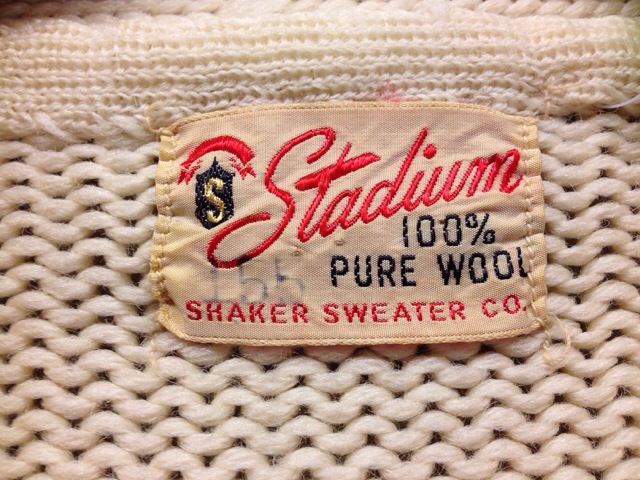 S
Stadium
100%
PURE WOOL
SHAKER SWEATER CO.